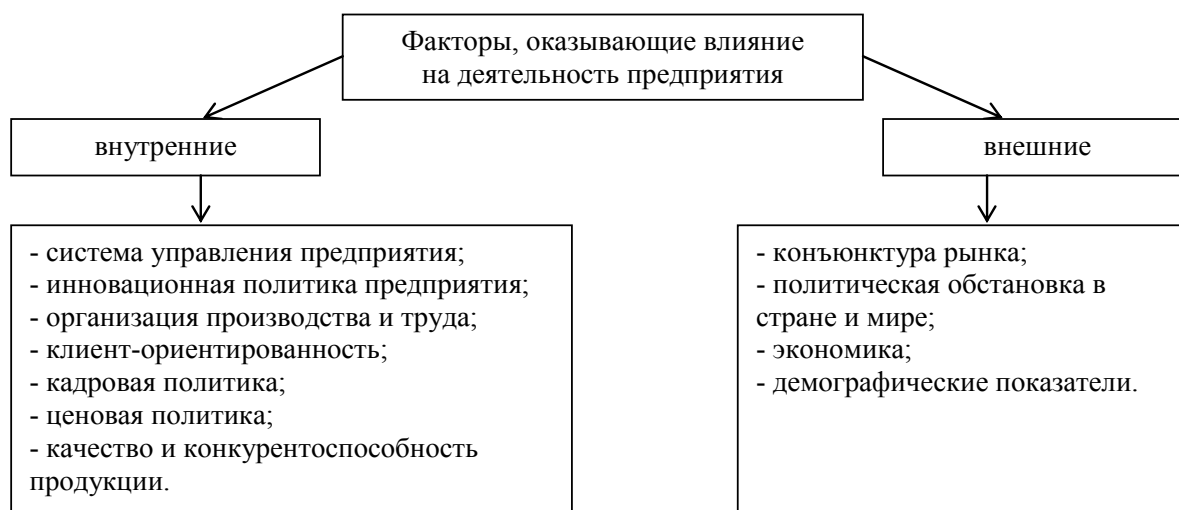 Факторы, оказывающие влияние
на деятельность предприятия
внутренние
внешние
- система управления предприятия;
- инновационная политика предприятия;
- организация производства и труда;
- клиент-ориентированность;
- кадровая политика;
- ценовая политика;
- качество и конкурентоспособность
продукции.
- конъюнктура рынка;
- политическая обстановка в
стране и мире;
- экономика;
- демографические показатели.